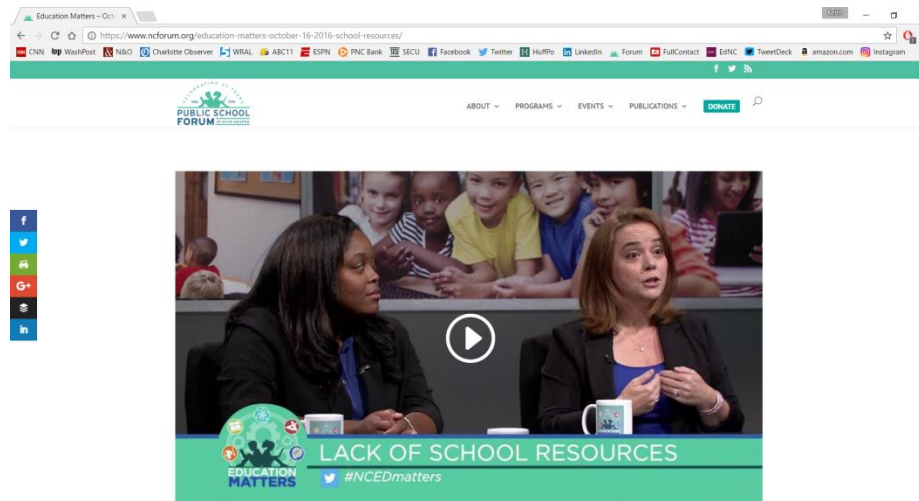 Education Matters – Oct
Keith
https://www.ncforum.org/education-matters-october-16-2016-school-resources/
CNN WashPost N&O Charlotte Observer WRAL ABC11 ESPN PNC Bank SECU Facebook Twitter HuffPo LinkedIn Forum FullContact EdNC TweetDeck amazon.com Instagram
PUBLIC SCHOOL
FORUM
ABOUT PROGRAMS EVENTS PUBLICATIONS DONATE
G+
in
LACK OF SCHOOL RESOURCES
EDUCATION
MATTERS
#NCEDmatters